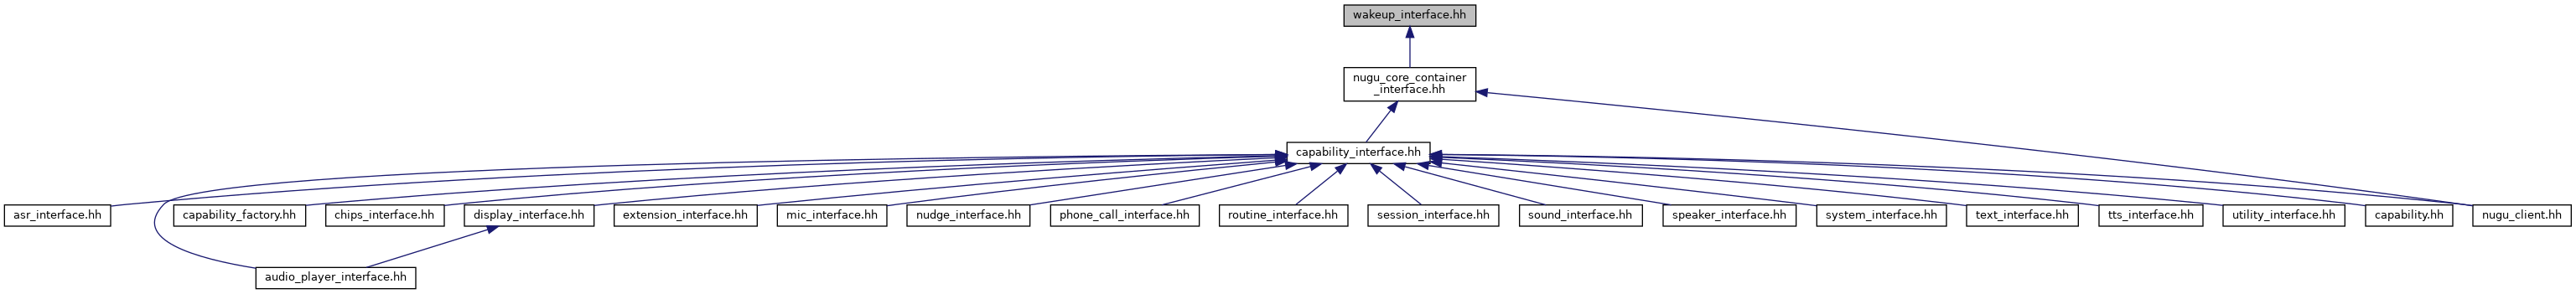 wakeup_interface.hh
nugu_core_container
_interface.hh
capability_interface.hh
asr_interface.hh
capability_factory.hh
chips_interface.hh
display_interface.hh
extension_interface.hh
mic_interface.hh
nudge_interface.hh
phone_call_interface.hh
routine_interface.hh
session_interface.hh
sound_interface.hh
speaker_interface.hh
system_interface.hh
text_interface.hh
tts_interface.hh
utility_interface.hh
capability.hh
nugu_client.hh
audio_player_interface.hh